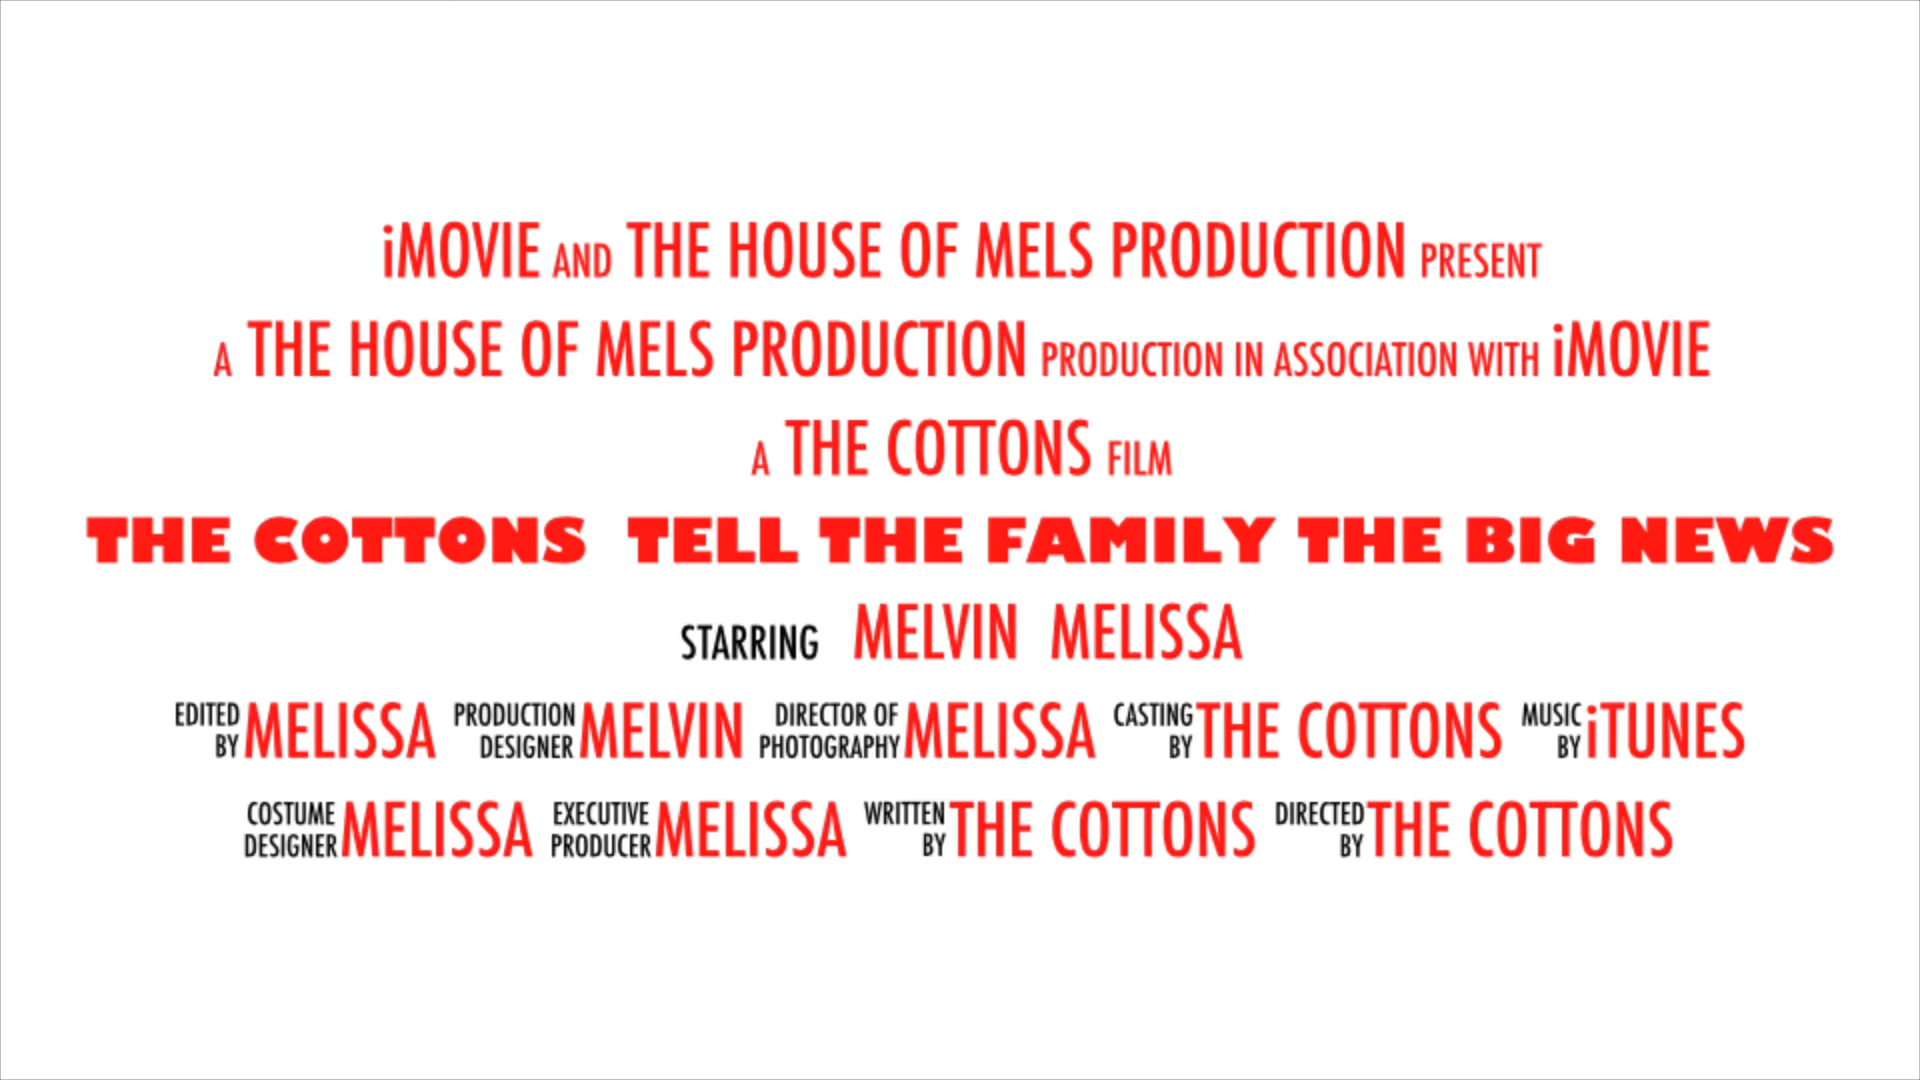 iMOVIE AND THE HOUSE OF MELS PRODUCTION PRESENT
A THE HOUSE OF MELS PRODUCTION PRODUCTION IN ASSOCIATION WITH iMOVIE
A THE COTTONS FILM
THE COTTONS TELL THE FAMILY THE BIG NEWS
STARRING MELVIN MELISSA
EDITED BY MELISSA PRODUCTION DESIGNER MELVIN DIRECTOR OF PHOTOGRAPHY MELISSA CASTING BY THE COTTONS MUSIC BY iTUNES
COSTUME DESIGNER MELISSA EXECUTIVE PRODUCER MELISSA WRITTEN BY THE COTTONS DIRECTED BY THE COTTONS